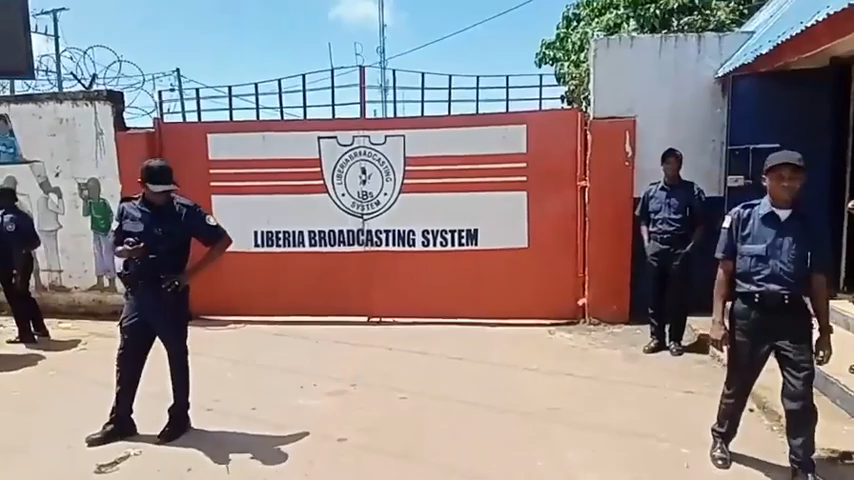 LIBERIA BROADCASTING
LBS
SYSTEM
LIBERIA BROADCASTING SYSTEM